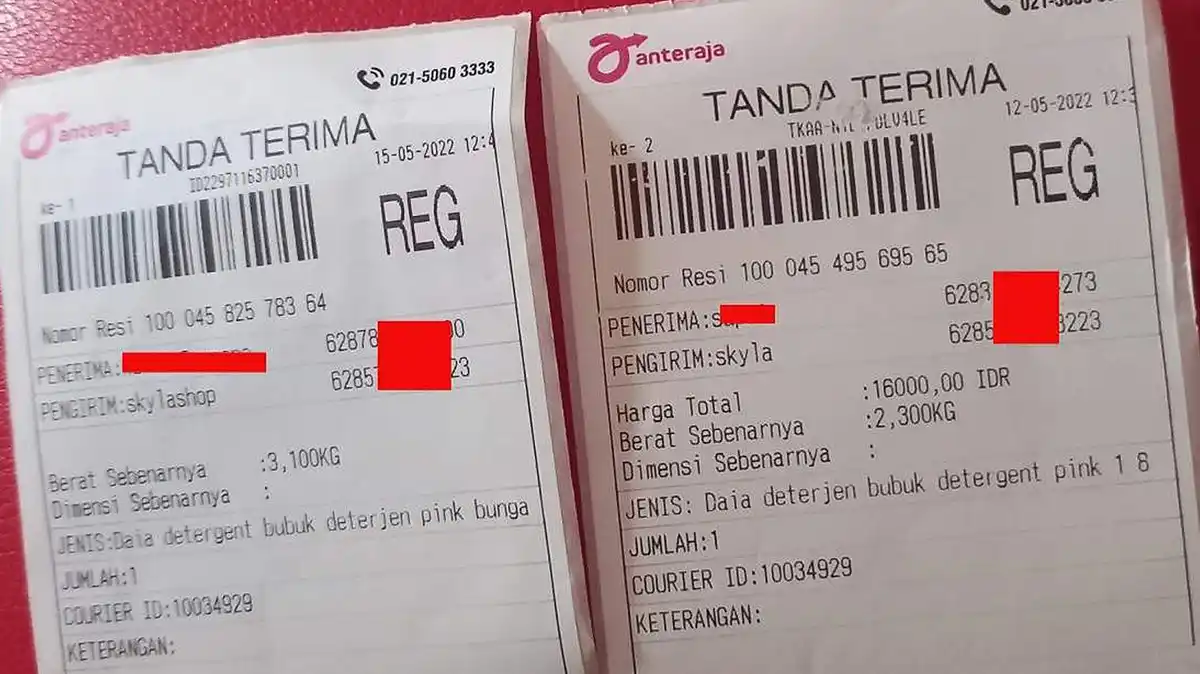 anteraja
021-5060 3333
TANDA TERIMA
15-05-2022 12:4
ID2297116370001
ke- 1
REG
Nomor Resi 100 045 825 783 64
PENERIMA:
62878 00
PENGIRIM:skylashop
6285 23
Berat Sebenarnya :3,100KG
Dimensi Sebenarnya :
JENIS:Daia detergent bubuk deterjen pink bunga
JUMLAH:1
COURIER ID:10034929
KETERANGAN:
anteraja
TANDA TERIMA
12-05-2022 12:3
ke- 2
REG
Nomor Resi 100 045 495 695 65
PENERIMA:
6283 273
PENGIRIM:skyla
6285 3223
Harga Total :16000,00 IDR
Berat Sebenarnya :2,300KG
Dimensi Sebenarnya :
JENIS: Daia deterjen bubuk detergent pink 1 8
JUMLAH:1
COURIER ID:10034929
KETERANGAN: